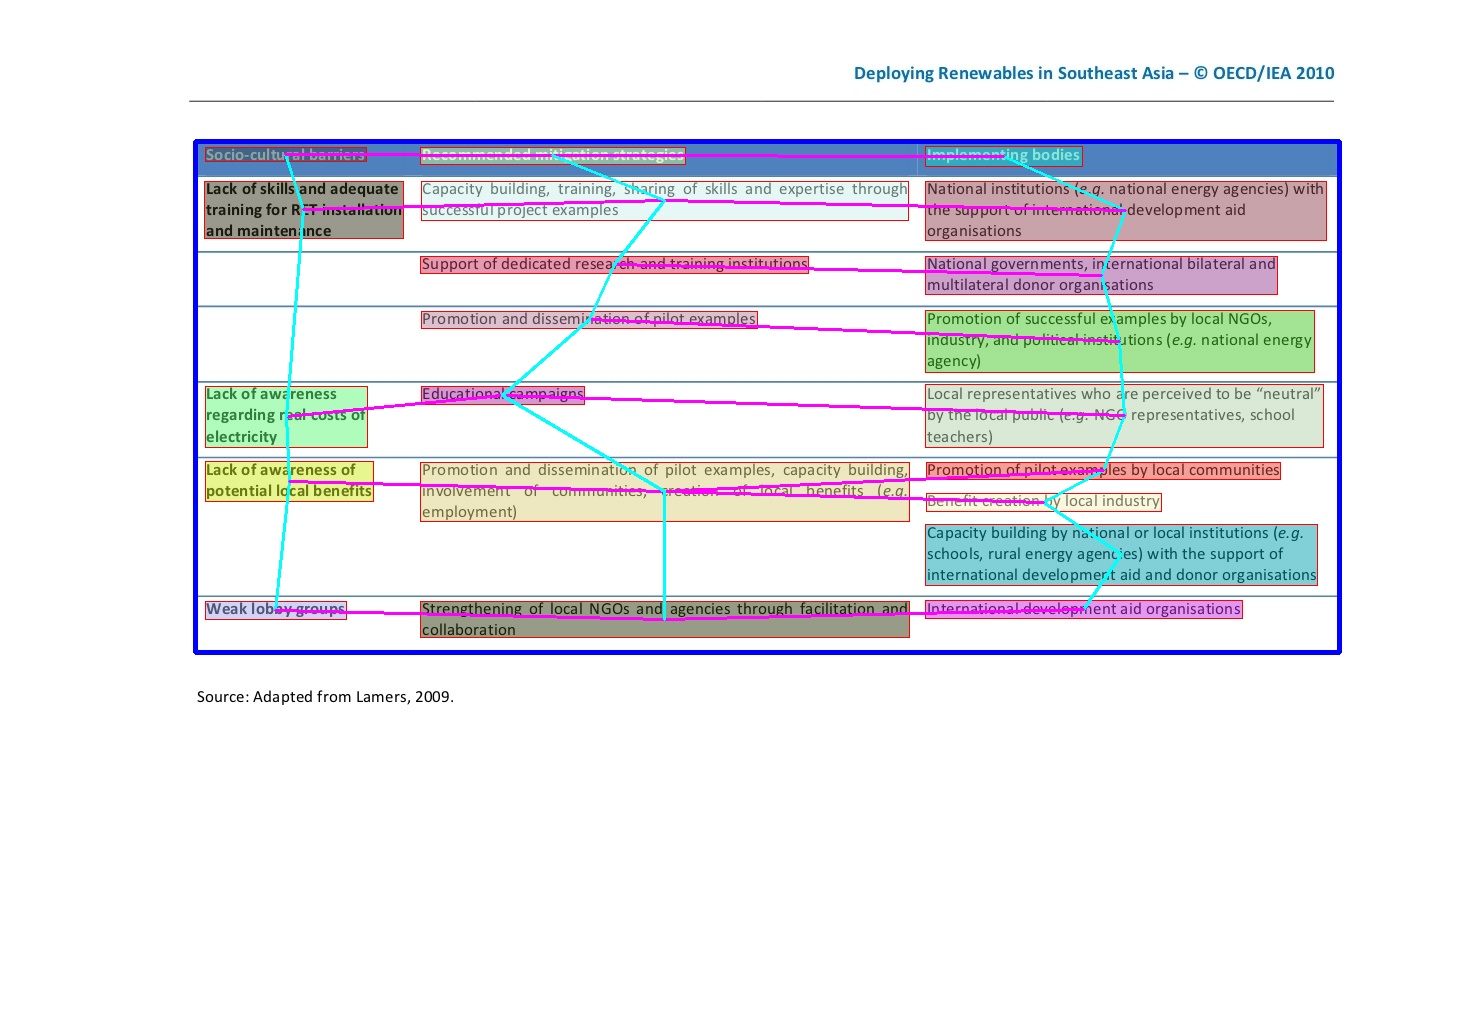 Deploying Renewables in Southeast Asia – © OECD/IEA 2010
Socio-cultural barriers
Recommended mitigation strategies
Implementing bodies
Lack of skills and adequate
training for RET installation
and maintenance
Capacity building, training, sharing of skills and expertise through
successful project examples
National institutions (e.g. national energy agencies) with
the support of international development aid
organisations
Support of dedicated research and training institutions
National governments, international bilateral and
multilateral donor organisations
Promotion and dissemination of pilot examples
Promotion of successful examples by local NGOs,
industry, and political institutions (e.g. national energy
agency)
Lack of awareness
regarding real costs of
electricity
Educational campaigns
Local representatives who are perceived to be “neutral”
by the local public (e.g. NGO representatives, school
teachers)
Lack of awareness of
potential local benefits
Promotion and dissemination of pilot examples, capacity building,
involvement of communities, creation of local benefits (e.g.
employment)
Promotion of pilot examples by local communities
Benefit creation by local industry
Capacity building by national or local institutions (e.g.
schools, rural energy agencies) with the support of
international development aid and donor organisations
Weak lobby groups
Strengthening of local NGOs and agencies through facilitation and
collaboration
International development aid organisations
Source: Adapted from Lamers, 2009.